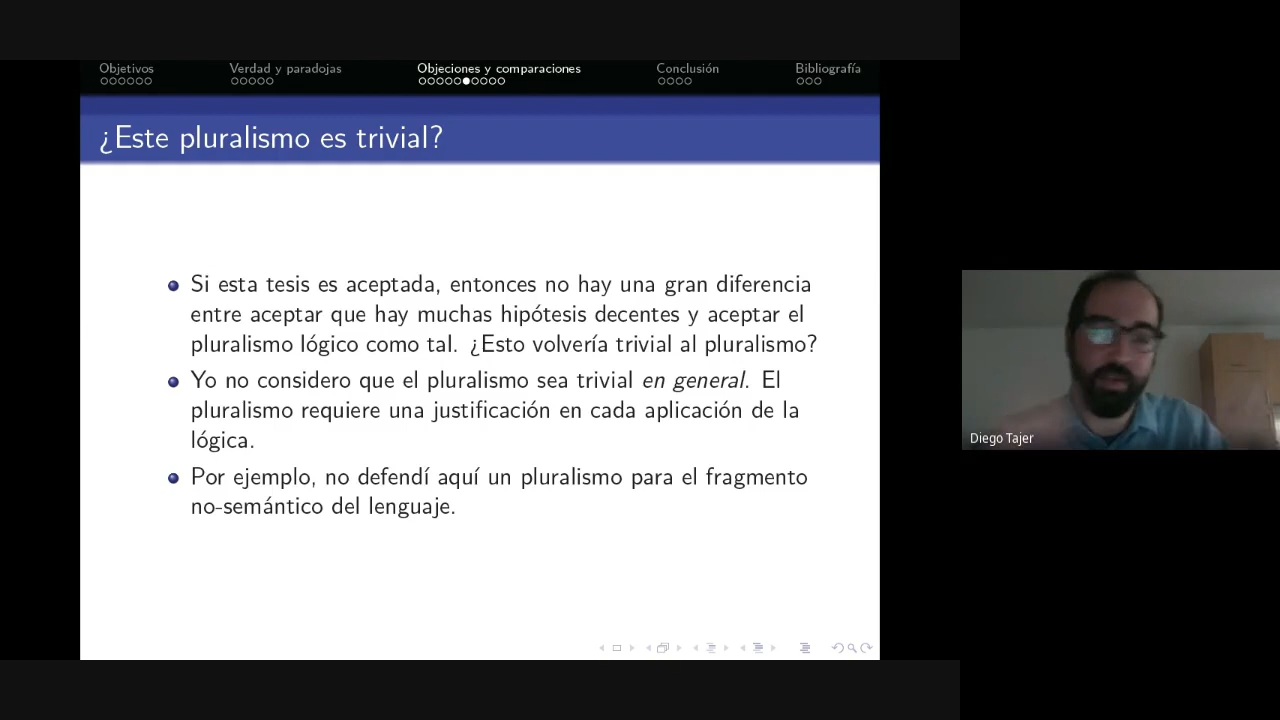 Objetivos
Verdad y paradojas
Objeciones y comparaciones
Conclusión
Bibliografía
¿Este pluralismo es trivial?
Si esta tesis es aceptada, entonces no hay una gran diferencia
entre aceptar que hay muchas hipótesis decentes y aceptar el
pluralismo lógico como tal. ¿Esto volvería trivial al pluralismo?
Yo no considero que el pluralismo sea trivial en general. El
pluralismo requiere una justificación en cada aplicación de la
lógica.
Por ejemplo, no defendí aquí un pluralismo para el fragmento
no-semántico del lenguaje.
Diego Tajer